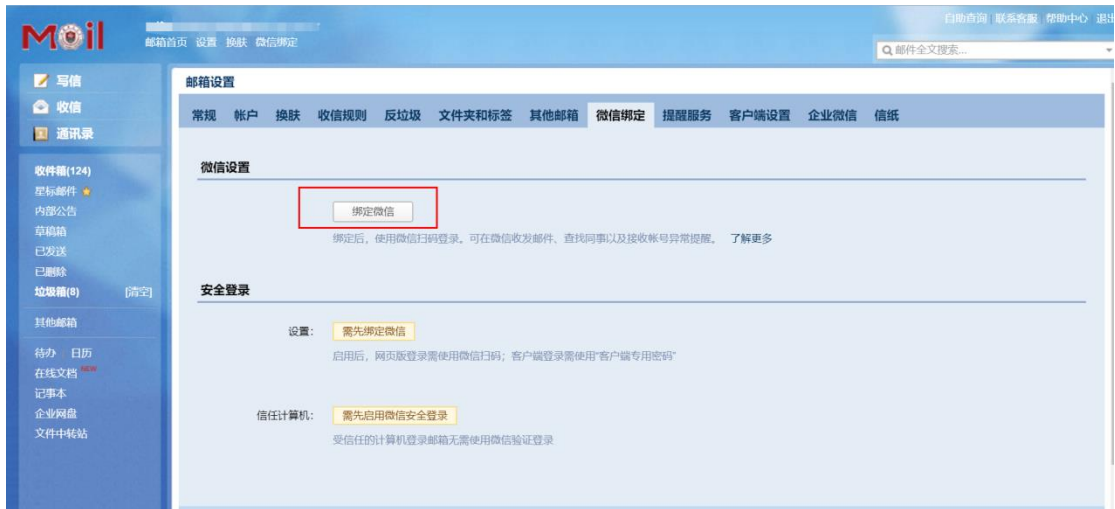 自助查询 | 联系客服 帮助中心 退出
Mail
邮箱首页 设置 换肤 微信绑定
邮件全文搜索...
写信
收信
通讯录
邮箱设置
常规 帐户 换肤 收信规则 反垃圾 文件夹和标签 其他邮箱 微信绑定 提醒服务 客户端设置 企业微信 信纸
收件箱(124)
星标邮件
内部公告
草稿箱
已发送
已删除
垃圾箱(8) [清空]
其他邮箱
待办 日历
在线文档 NEW
记事本
企业网盘
文件中转站
微信设置
绑定微信
绑定后，使用微信扫码登录。可在微信收发邮件、查找同事以及接收帐号异常提醒。 了解更多
安全登录
设置： 需先绑定微信
启用后，网页版登录需使用微信扫码；客户端登录需使用“客户端专用密码”
信任计算机： 需先启用微信安全登录
受信任的计算机登录邮箱无需使用微信验证登录